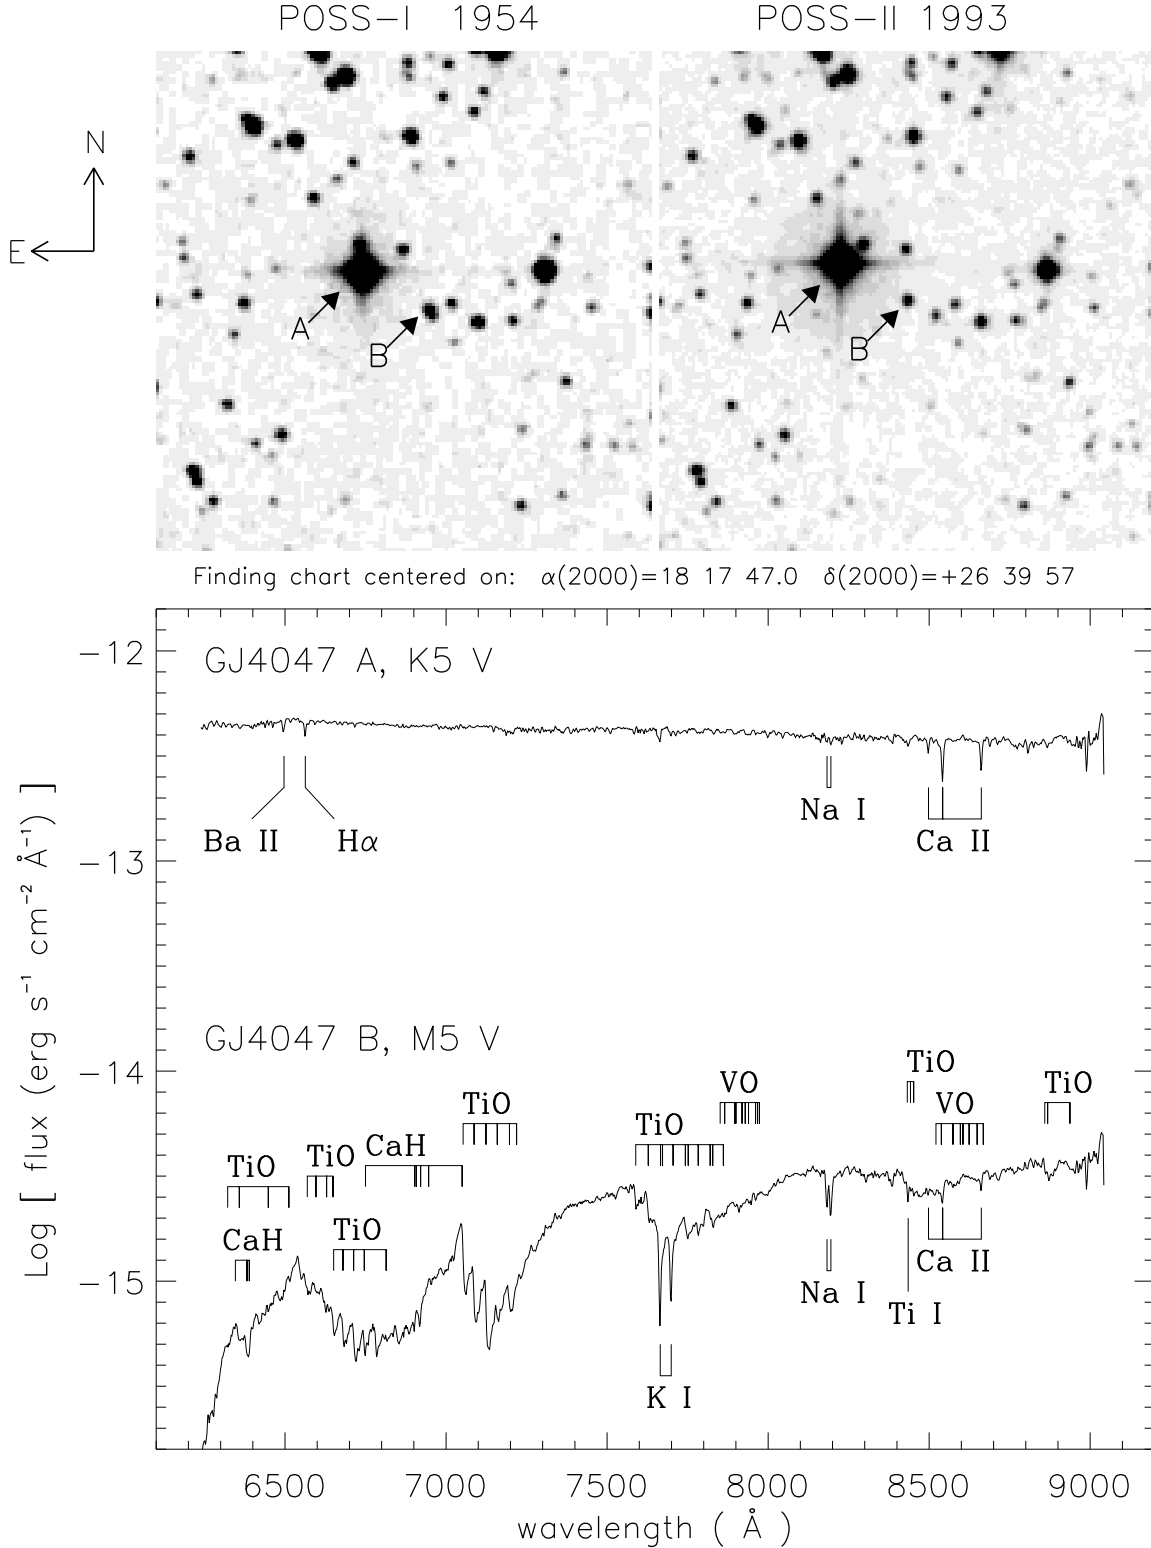 POSS-I 1954
POSS-II 1993
N
E
A
B
A
B
Finding chart centered on: α(2000)=18 17 47.0 δ(2000)=+26 39 57
Log [ flux (erg s⁻¹ cm⁻² Å⁻¹) ]
-12
-13
-14
-15
GJ4047 A, K5 V
Ba II
Hα
Na I
Ca II
GJ4047 B, M5 V
TiO
VO
TiO
VO
TiO
TiO
CaH
TiO
TiO
TiO
CaH
TiO
Na I
Ca II
Ti I
K I
6500 7000 7500 8000 8500 9000
wavelength ( Å )